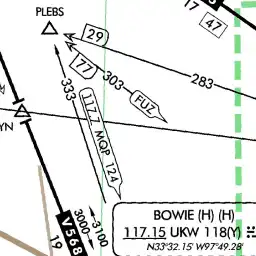 PLEBS
17
47
29
77
303
283
FUZ
333
117.7 MQP 124
YN
V 568
19
3000
3100
BOWIE (H) (H)
117.15 UKW 118(Y)
N33°32.15' W97°49.28'